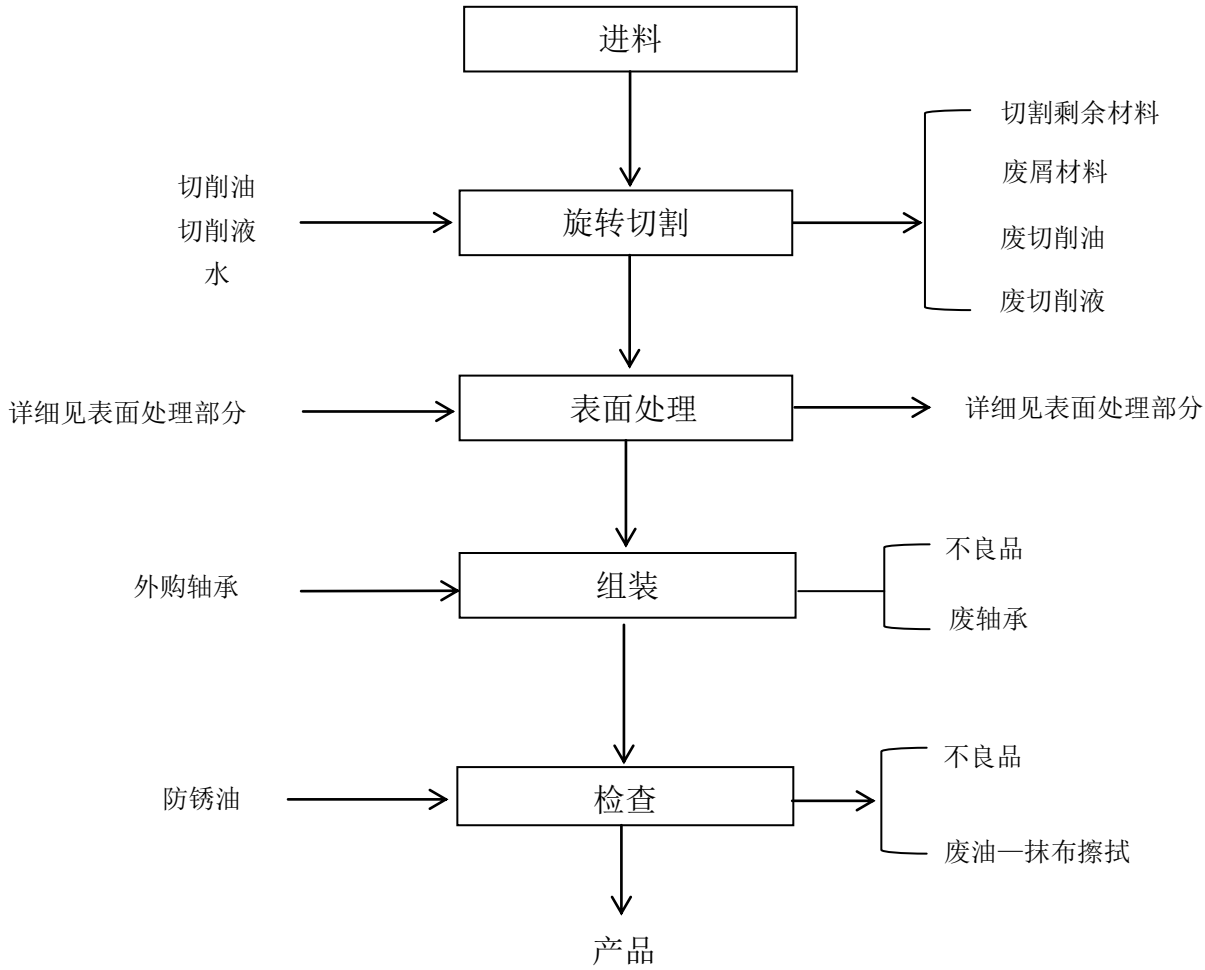 进料
切削油
切削液
水
旋转切割
切割剩余材料
废屑材料
废切削油
废切削液
详细见表面处理部分
表面处理
详细见表面处理部分
外购轴承
组装
不良品
废轴承
防锈油
检查
不良品
废油—抹布擦拭
产品